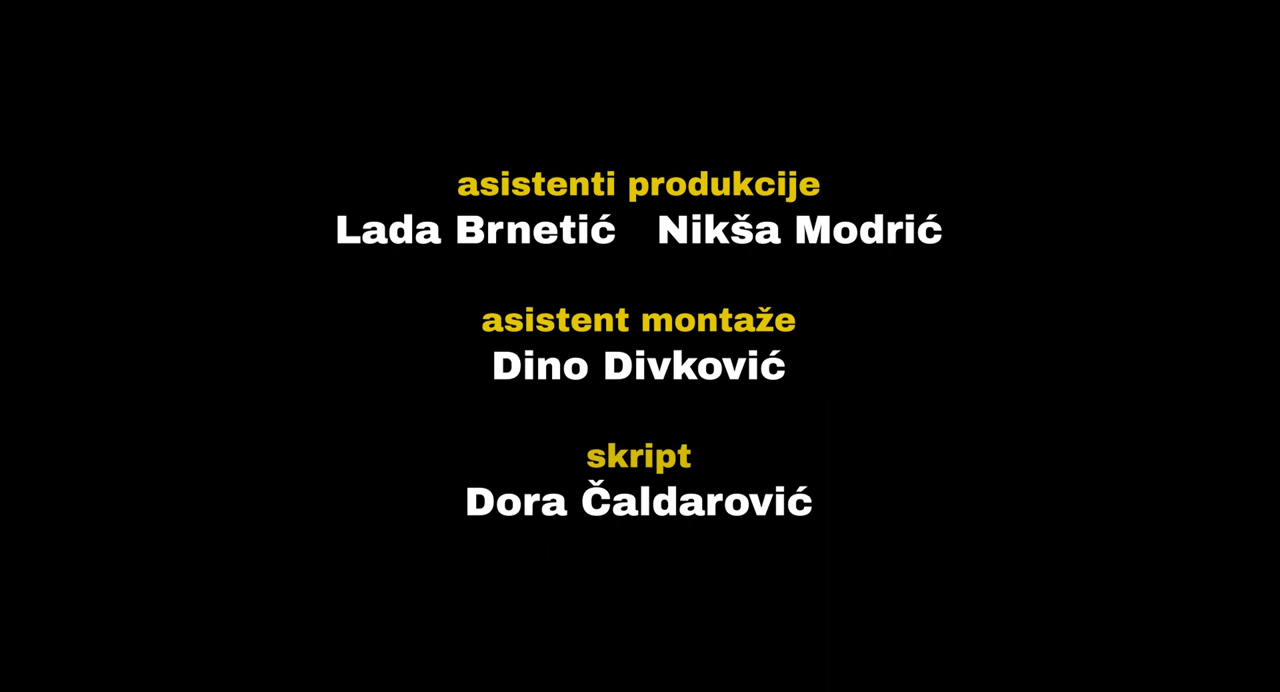 asistenti produkcije
Lada Brnetić Nikša Modrić
asistent montaže
Dino Divković
skript
Dora Čaldarović